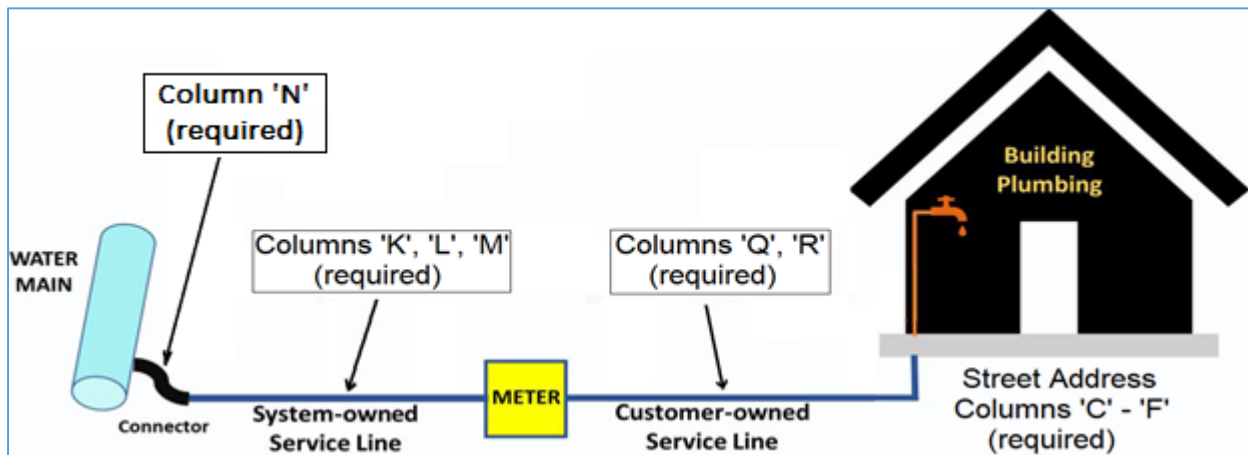 Column 'N'
(required)
WATER
MAIN
Connector
Columns 'K', 'L', 'M'
(required)
System-owned
Service Line
METER
Columns 'Q', 'R'
(required)
Customer-owned
Service Line
Building
Plumbing
Street Address
Columns 'C' - 'F'
(required)